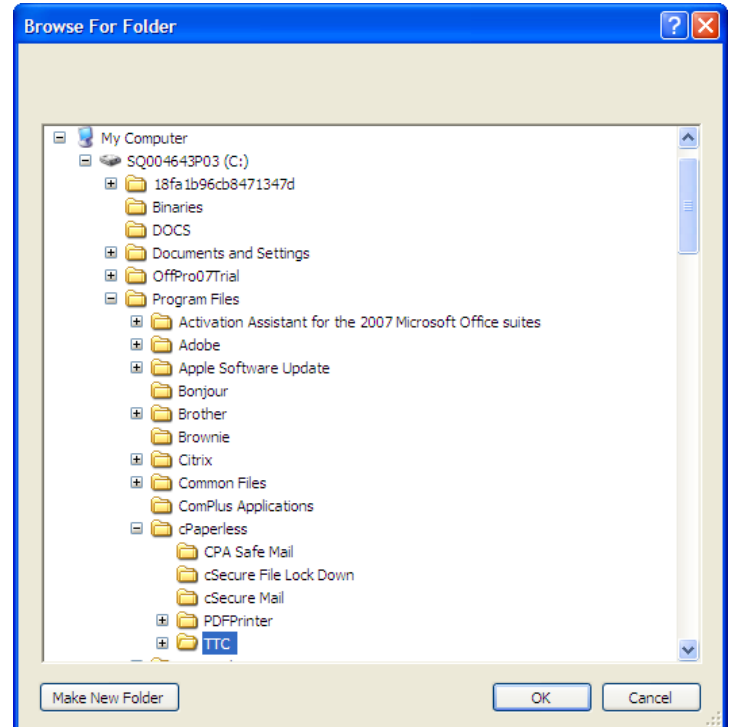 Browse For Folder
My Computer
SQ004643P03 (C:)
18fa1b96cb8471347d
Binaries
DOCS
Documents and Settings
OffPro07Trial
Program Files
Activation Assistant for the 2007 Microsoft Office suites
Adobe
Apple Software Update
Bonjour
Brother
Brownie
Citrix
Common Files
ComPlus Applications
cPaperless
CPA Safe Mail
cSecure File Lock Down
cSecure Mail
PDFPrinter
TTC
Make New Folder OK Cancel